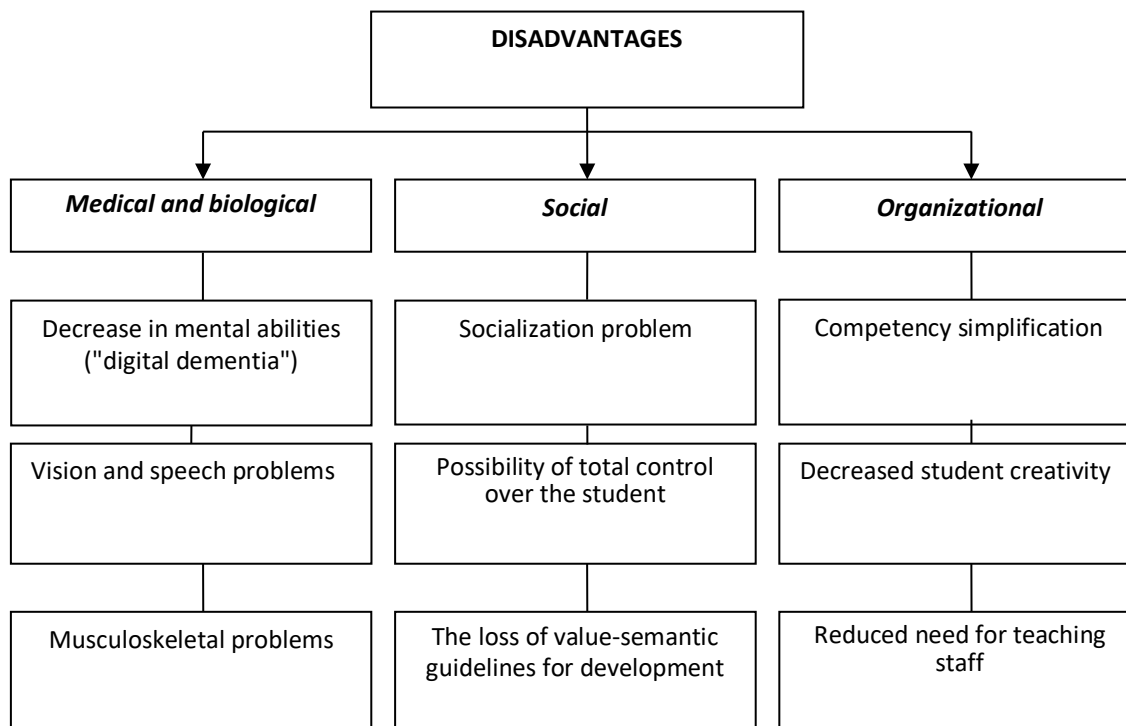 DISADVANTAGES
Medical and biological
Social
Organizational
Decrease in mental abilities
("digital dementia")
Socialization problem
Competency simplification
Vision and speech problems
Possibility of total control
over the student
Decreased student creativity
Musculoskeletal problems
The loss of value-semantic
guidelines for development
Reduced need for teaching
staff